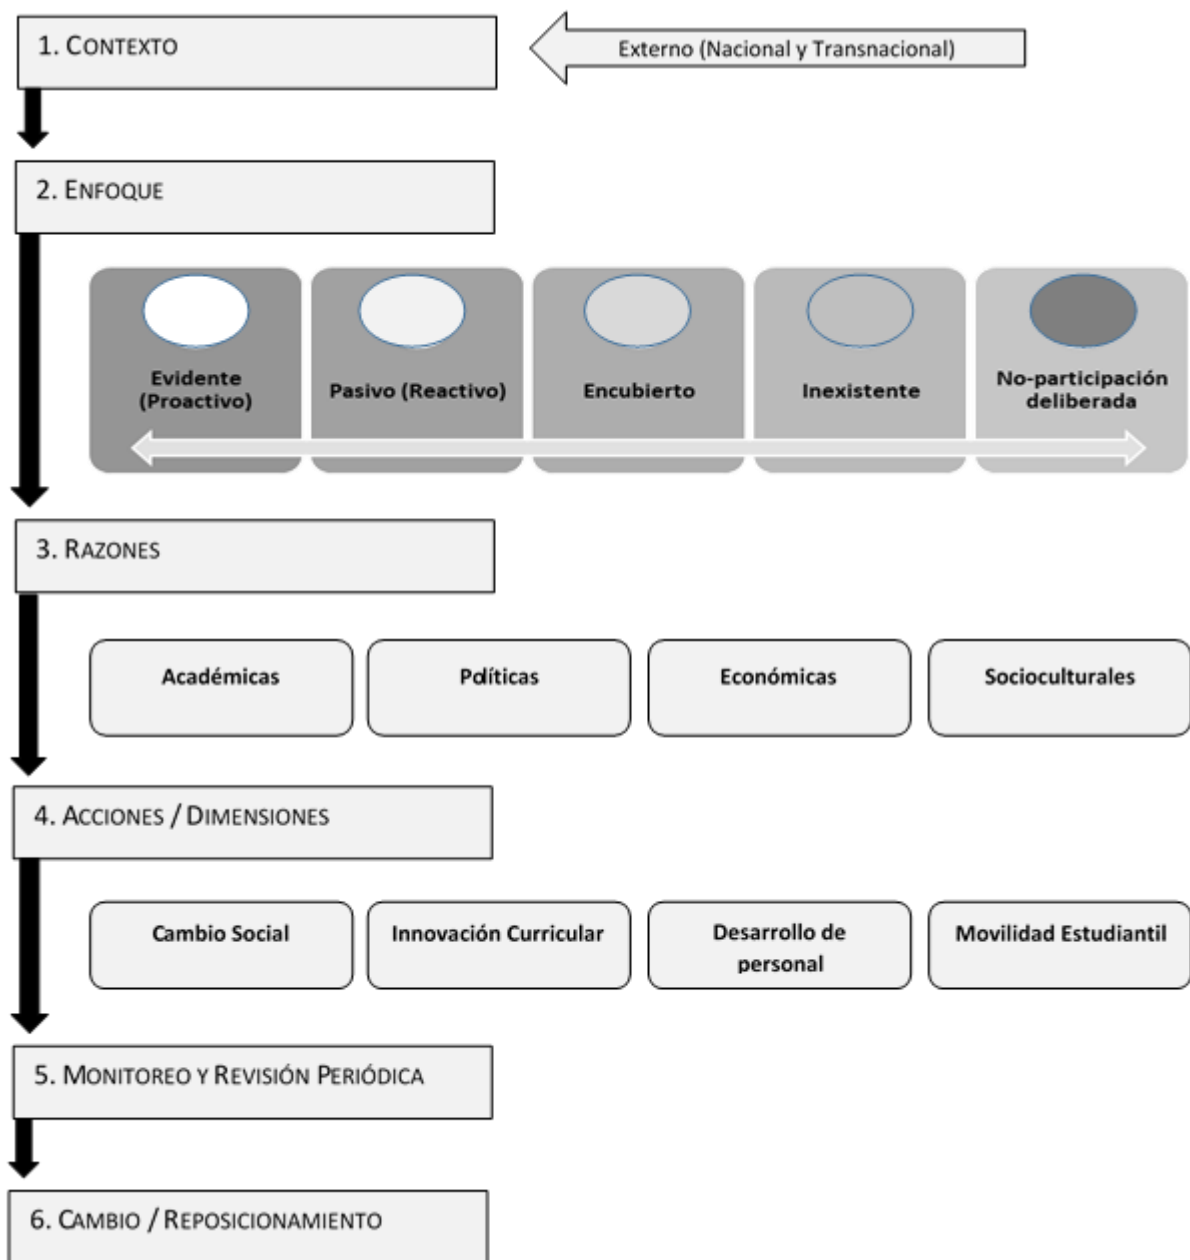 1. CONTEXTO
Externo (Nacional y Transnacional)
2. ENFOQUE
Evidente
(Proactivo)
Pasivo (Reactivo)
Encubierto
Inexistente
No-participación
deliberada
3. RAZONES
Académicas
Políticas
Económicas
Socioculturales
4. ACCIONES / DIMENSIONES
Cambio Social
Innovación Curricular
Desarrollo de
personal
Movilidad Estudiantil
5. MONITOREO Y REVISIÓN PERIÓDICA
6. CAMBIO / REPOSICIONAMIENTO